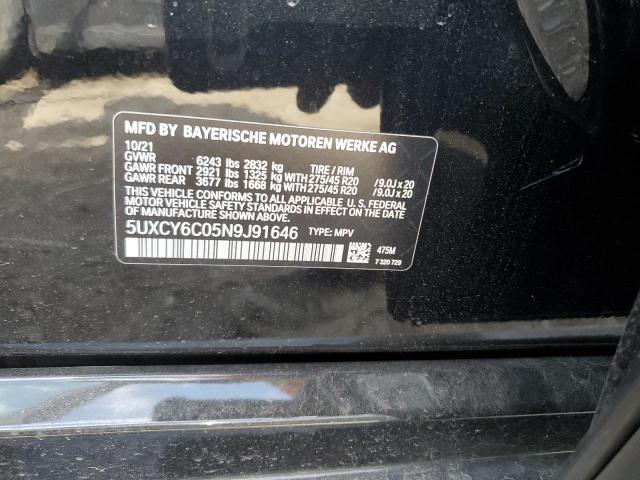 MFD BY BAYERISCHE MOTOREN WERKE AG
10/21
GVWR 6243 lbs 2832 kg TIRE / RIM
GAWR FRONT 2921 lbs 1325 kg WITH 275/45 R20 /9.0J x 20
GAWR REAR 3677 lbs 1668 kg WITH 275/45 R20 /9.0J x 20
THIS VEHICLE CONFORMS TO ALL APPLICABLE U.S. FEDERAL
MOTOR VEHICLE SAFETY STANDARDS IN EFFECT ON THE DATE OF
MANUFACTURE SHOWN ABOVE.
5UXCY6C05N9J91646 TYPE: MPV
475M
7 320 729